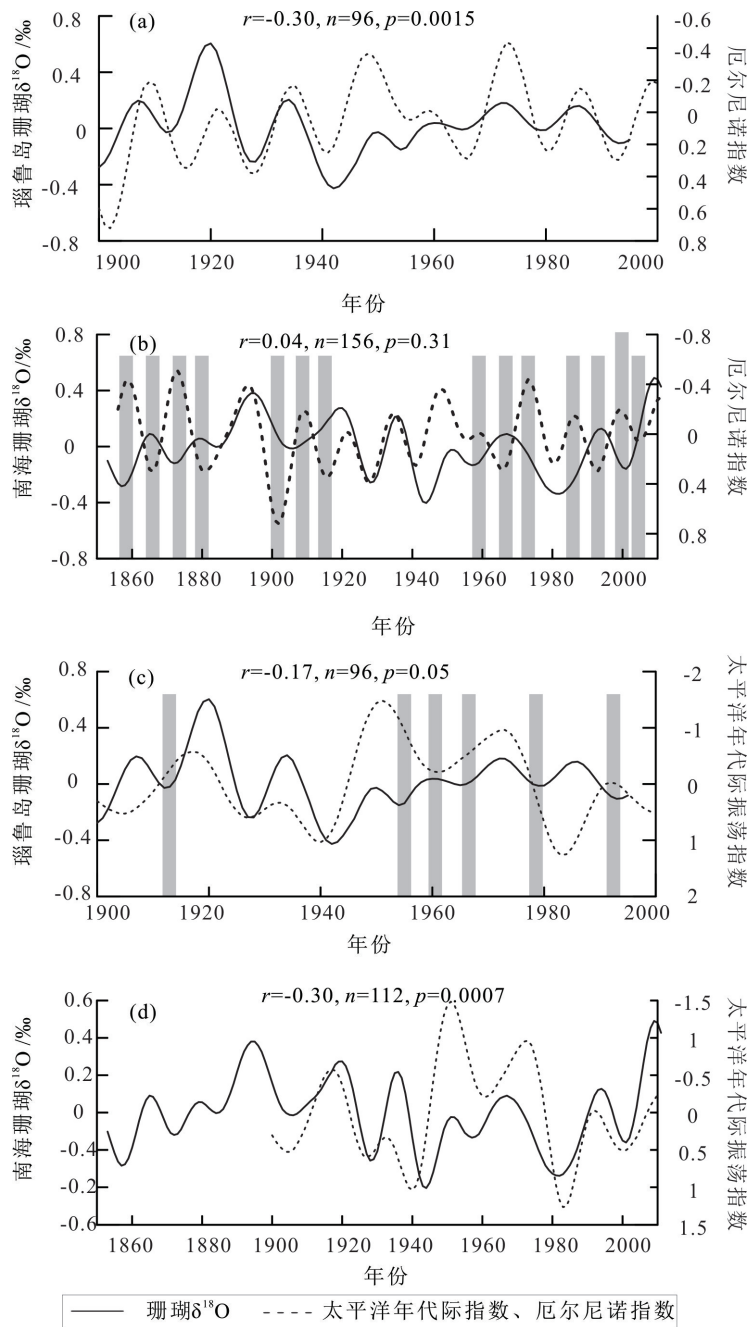 (a) r=-0.30, n=96, p=0.0015
瑙鲁岛珊瑚δ¹⁸O/‰
0.8
0.4
0
-0.4
-0.8
-0.6
-0.4
-0.2
0
0.2
0.4
0.6
0.8
厄尔尼诺指数
1900 1920 1940 1960 1980 2000
年份
(b) r=0.04, n=156, p=0.31
南海珊瑚δ¹⁸O/‰
0.8
0.4
0
-0.4
-0.8
-0.8
-0.4
0
0.4
0.8
厄尔尼诺指数
1860 1880 1900 1920 1940 1960 1980 2000
年份
(c) r=-0.17, n=96, p=0.05
瑙鲁岛珊瑚δ¹⁸O/‰
0.8
0.4
0
-0.4
-0.8
-2
-1
0
1
2
太平洋年代际振荡指数
1900 1920 1940 1960 1980 2000
年份
(d) r=-0.30, n=112, p=0.0007
南海珊瑚δ¹⁸O/‰
0.6
0.4
0.2
0
-0.4
-0.2
-0.6
-1.5
1
-0.5
0
0.5
1
1.5
太平洋年代际振荡指数
1860 1880 1900 1920 1940 1960 1980 2000
年份
珊瑚δ¹⁸O 太平洋年代际指数、厄尔尼诺指数